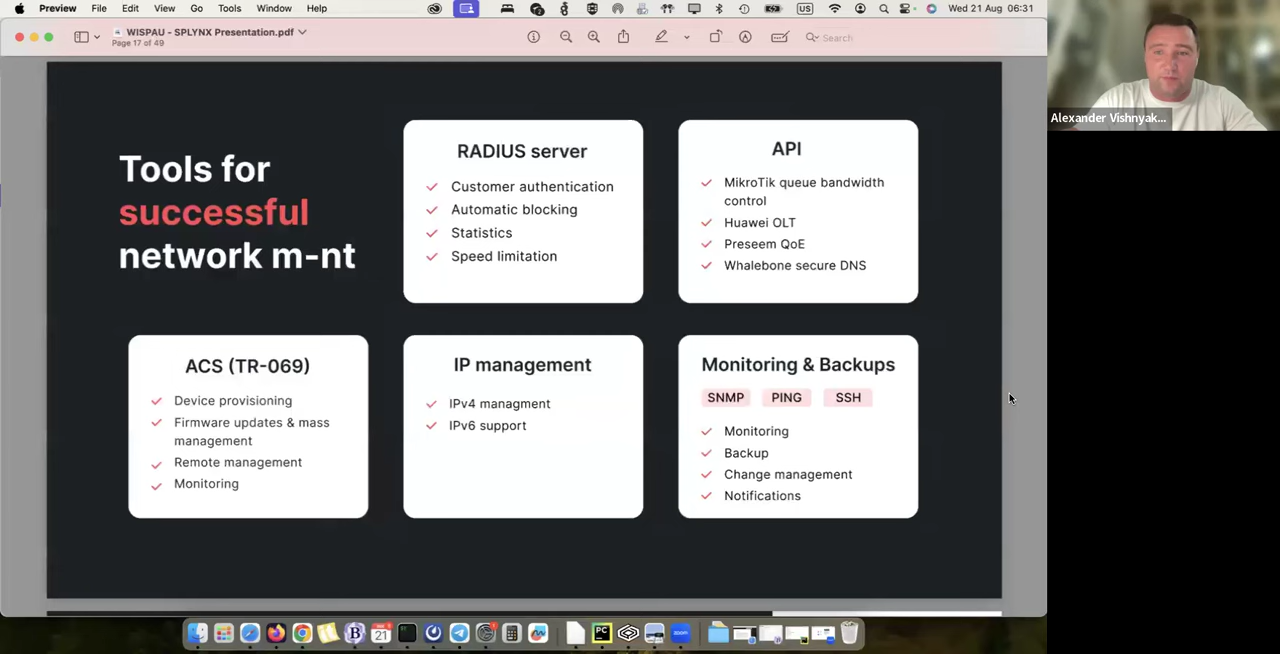 Preview File Edit View Go Tools Window Help US Wed 21 Aug 06:31
WISPAU - SPLYNX Presentation.pdf
Page 17 of 49
Search
Alexander Vishnyak...
Tools for
successful
network m-nt
RADIUS server
Customer authentication
Automatic blocking
Statistics
Speed limitation
API
MikroTik queue bandwidth
control
Huawei OLT
Preseem QoE
Whalebone secure DNS
ACS (TR-069)
Device provisioning
Firmware updates & mass
management
Remote management
Monitoring
IP management
IPv4 managment
IPv6 support
Monitoring & Backups
SNMP PING SSH
Monitoring
Backup
Change management
Notifications
21
PC
zoom